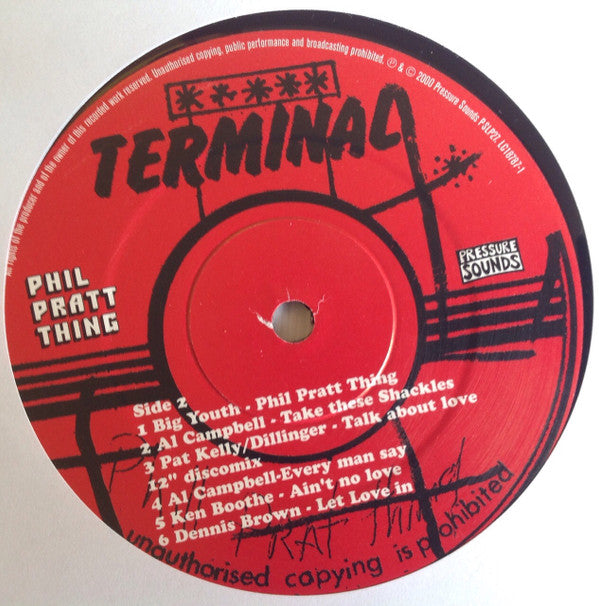 All rights of the producer and of the owner of this recorded work reserved. Unauthorised copying, public performance and broadcasting prohibited. ℗ & © 2000 Pressure Sounds PSLP22 LC18787-1
*****
TERMINAL
PHIL
PRATT
THING
PRESSURE
SOUNDS
Side 2
1 Big Youth - Phil Pratt Thing
2 Al Campbell - Take these Shackles
3 Pat Kelly/Dillinger - Talk about love
12" discomix
4 Al Campbell-Every man say
5 Ken Boothe - Ain't no love
6 Dennis Brown - Let Love in
PRAT Thing
unauthorised copying is prohibited